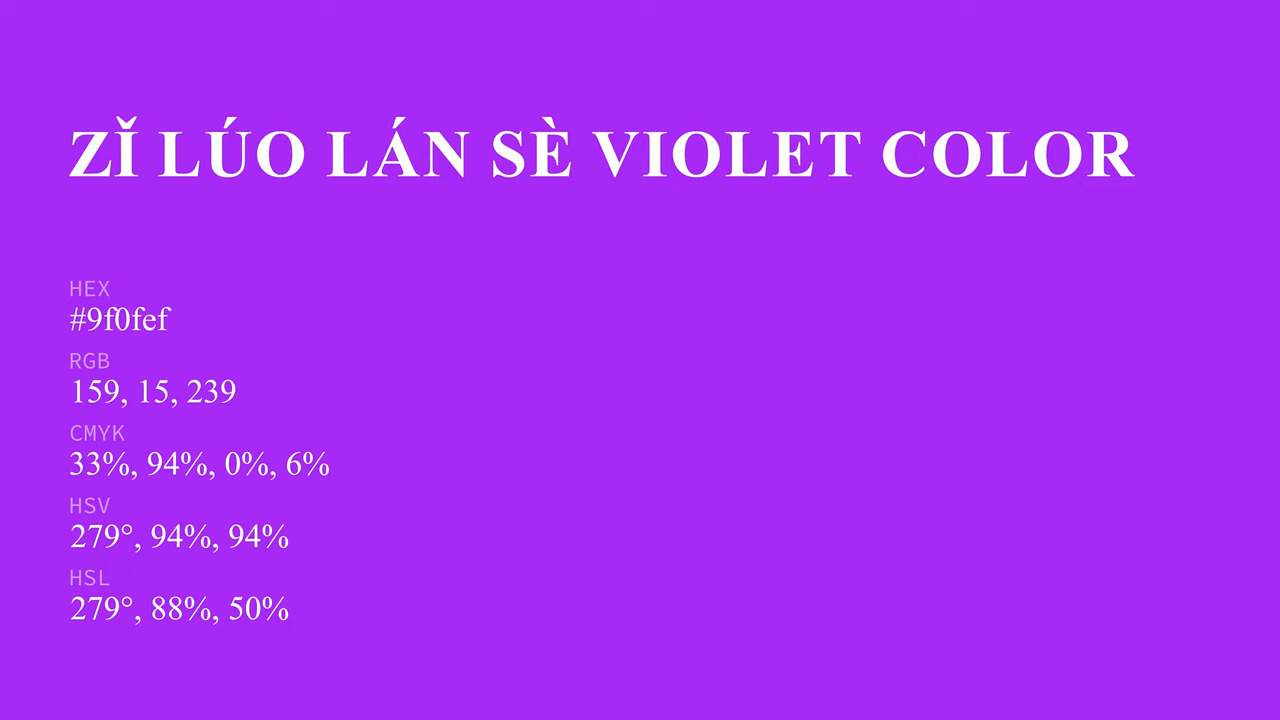 ZǏ LÚO LÁN SÈ VIOLET COLOR
HEX
#9f0fef
RGB
159, 15, 239
CMYK
33%, 94%, 0%, 6%
HSV
279°, 94%, 94%
HSL
279°, 88%, 50%